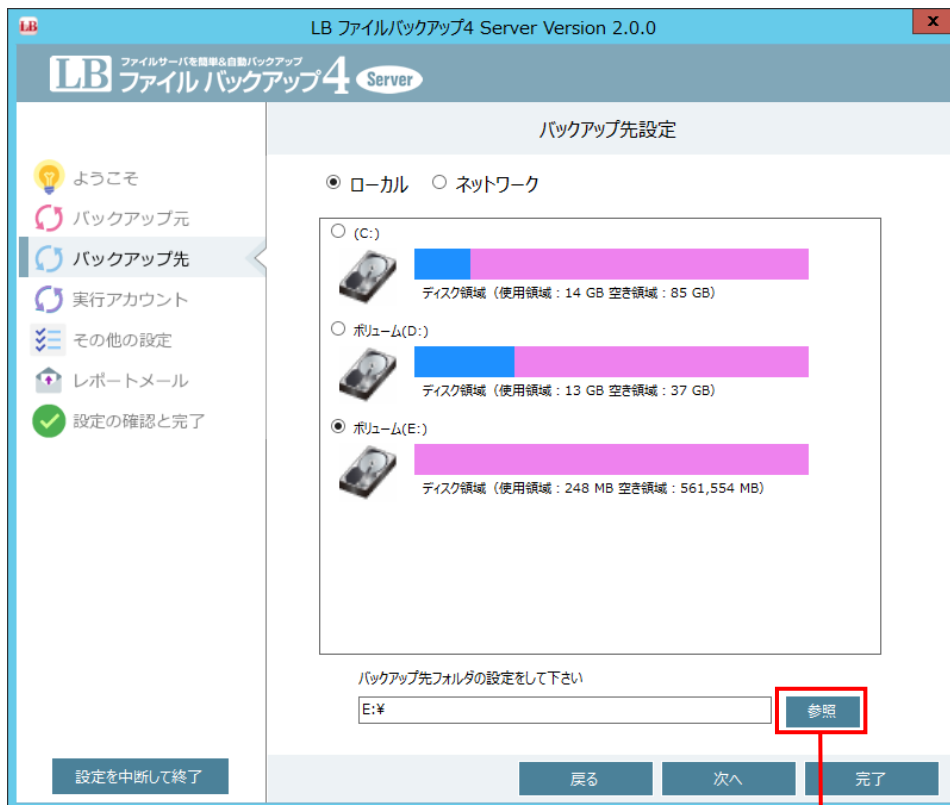 LB
LB ファイルバックアップ4 Server Version 2.0.0
x
LB
ファイルサーバを簡単&自動バックアップ
ファイル バックアップ4 Server
バックアップ先設定
ようこそ
バックアップ元
バックアップ先
実行アカウント
その他の設定
レポートメール
設定の確認と完了
ローカル ネットワーク
(C:)
ディスク領域（使用領域：14 GB 空き領域：85 GB）
ボリューム(D:)
ディスク領域（使用領域：13 GB 空き領域：37 GB）
ボリューム(E:)
ディスク領域（使用領域：248 MB 空き領域：561,554 MB）
バックアップ先フォルダの設定をして下さい
E:¥
参照
設定を中断して終了
戻る
次へ
完了